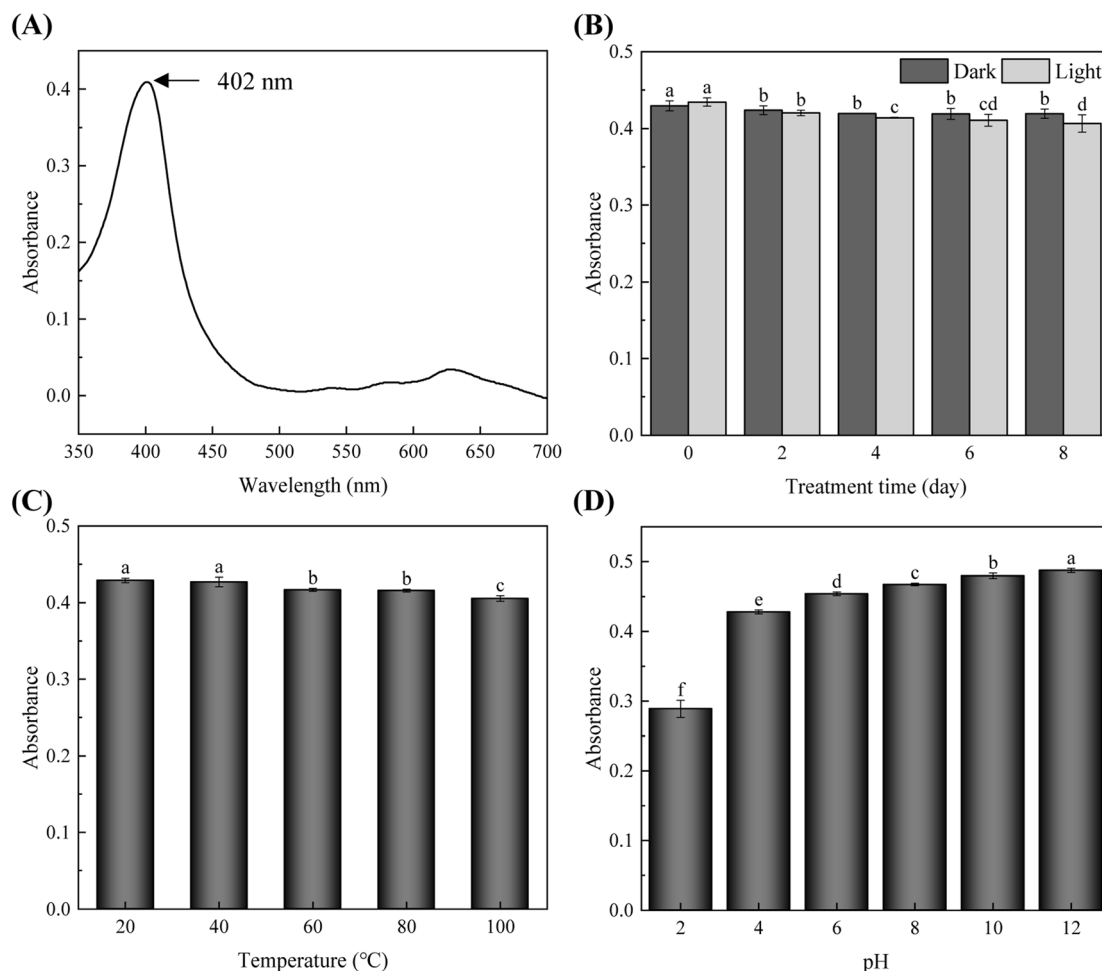 (A)
402 nm
0.4
0.3
0.2
0.1
0.0
Absorbance
350 400 450 500 550 600 650 700
Wavelength (nm)
(B)
Dark Light
0.5
0.4
0.3
0.2
0.1
0.0
a a b b b c b cd b d
Absorbance
0 2 4 6 8
Treatment time (day)
(C)
0.5
0.4
0.3
0.2
0.1
0.0
a a b b c
Absorbance
20 40 60 80 100
Temperature (℃)
(D)
0.5
0.4
0.3
0.2
0.1
0.0
f e d c b a
Absorbance
2 4 6 8 10 12
pH